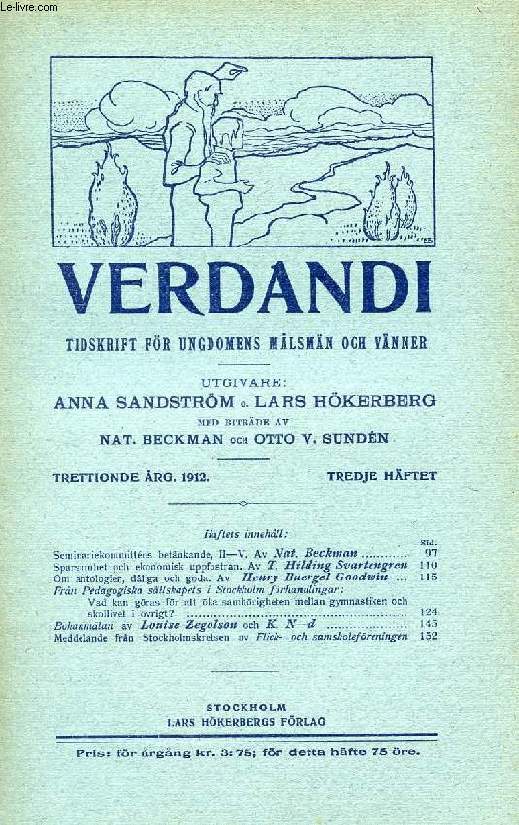 Le-livre.com
EB
VERDANDI
TIDSKRIFT FÖR UNGDOMENS MÅLSMÄN OCH VÄNNER
UTGIVARE:
ANNA SANDSTRÖM o. LARS HÖKERBERG
MED BITRÄDE AV
NAT. BECKMAN OCH OTTO V. SUNDÉN
TRETTIONDE ÅRG. 1912. TREDJE HÄFTET
Häftets innehåll:
Sid.
Seminariekommitténs betänkande, II—V. Av Nat. Beckman ............ 97
Sparsamhet och ekonomisk uppfostran. Av T. Hilding Svartengren 110
Om antologier, dåliga och goda. Av Henry Buergel Goodwin ... 115
Från Pedagogiska sällskapets i Stockholm förhandlingar:
Vad kan göras för att öka samhörigheten mellan gymnastiken och
skollivet i övrigt? ............ 124
Bokanmälan av Louise Zegolson och K. N—d ............ 145
Meddelande från Stockholmskretsen av Flick- och samskoleföreningen 152
STOCKHOLM
LARS HÖKERBERGS FÖRLAG
Pris: för årgång kr. 3: 75; för detta häfte 75 öre.